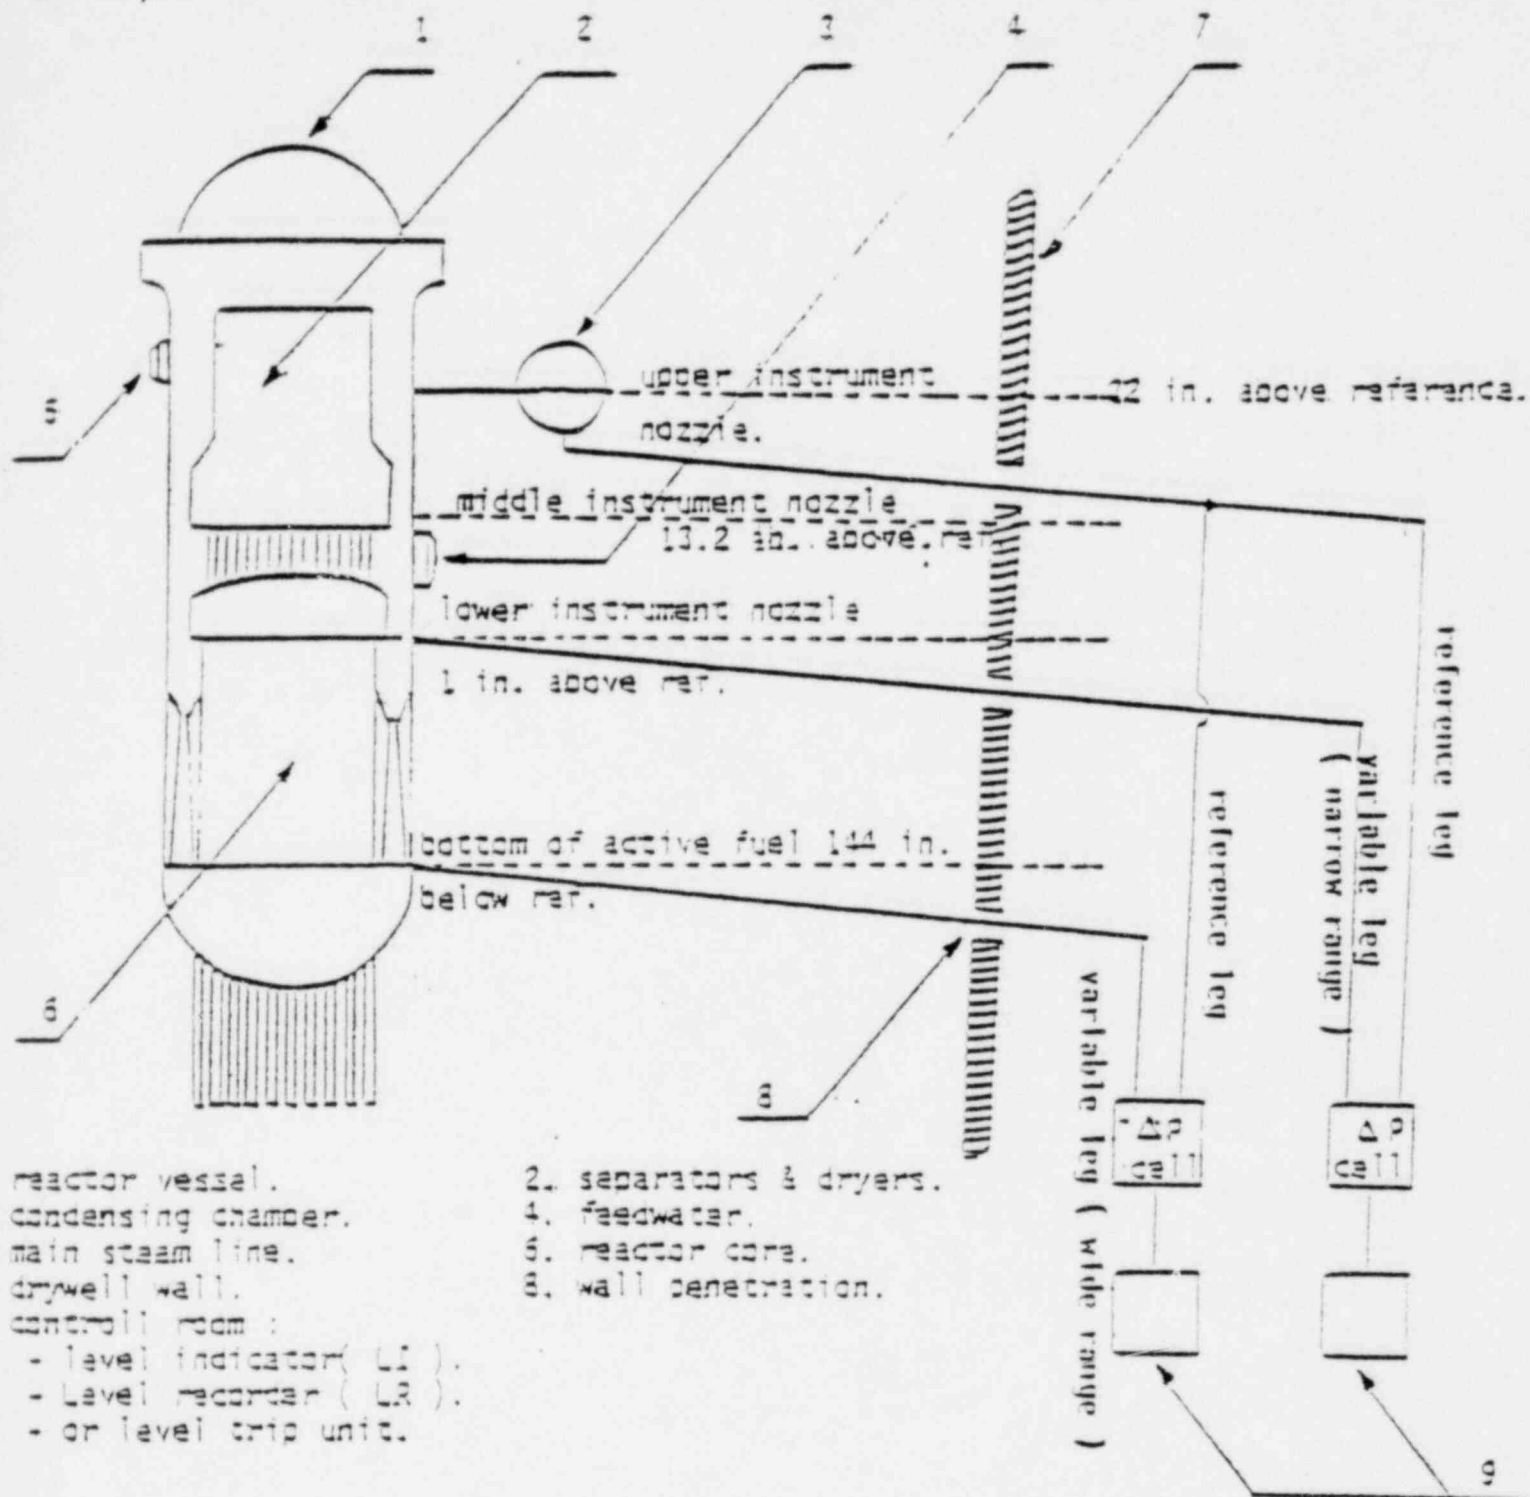 1 2 3 4 7
upper instrument
22 in. above reference.
nozzle.
5
middle instrument nozzle
13.2 in. above ref
lower instrument nozzle
1 in. above ref.
reference leg
variable leg
( narrow range )
reference leg
bottom of active fuel 144 in.
below ref.
6
8
variable leg ( wide range )
ΔP
cell
ΔP
cell
reactor vessel.
2. separators & dryers.
condensing chamber.
4. feedwater.
main steam line.
6. reactor core.
drywell wall.
8. wall penetration.
controll room :
- level indicator( LI ).
- Level recorder ( LR ).
- or level trip unit.
9